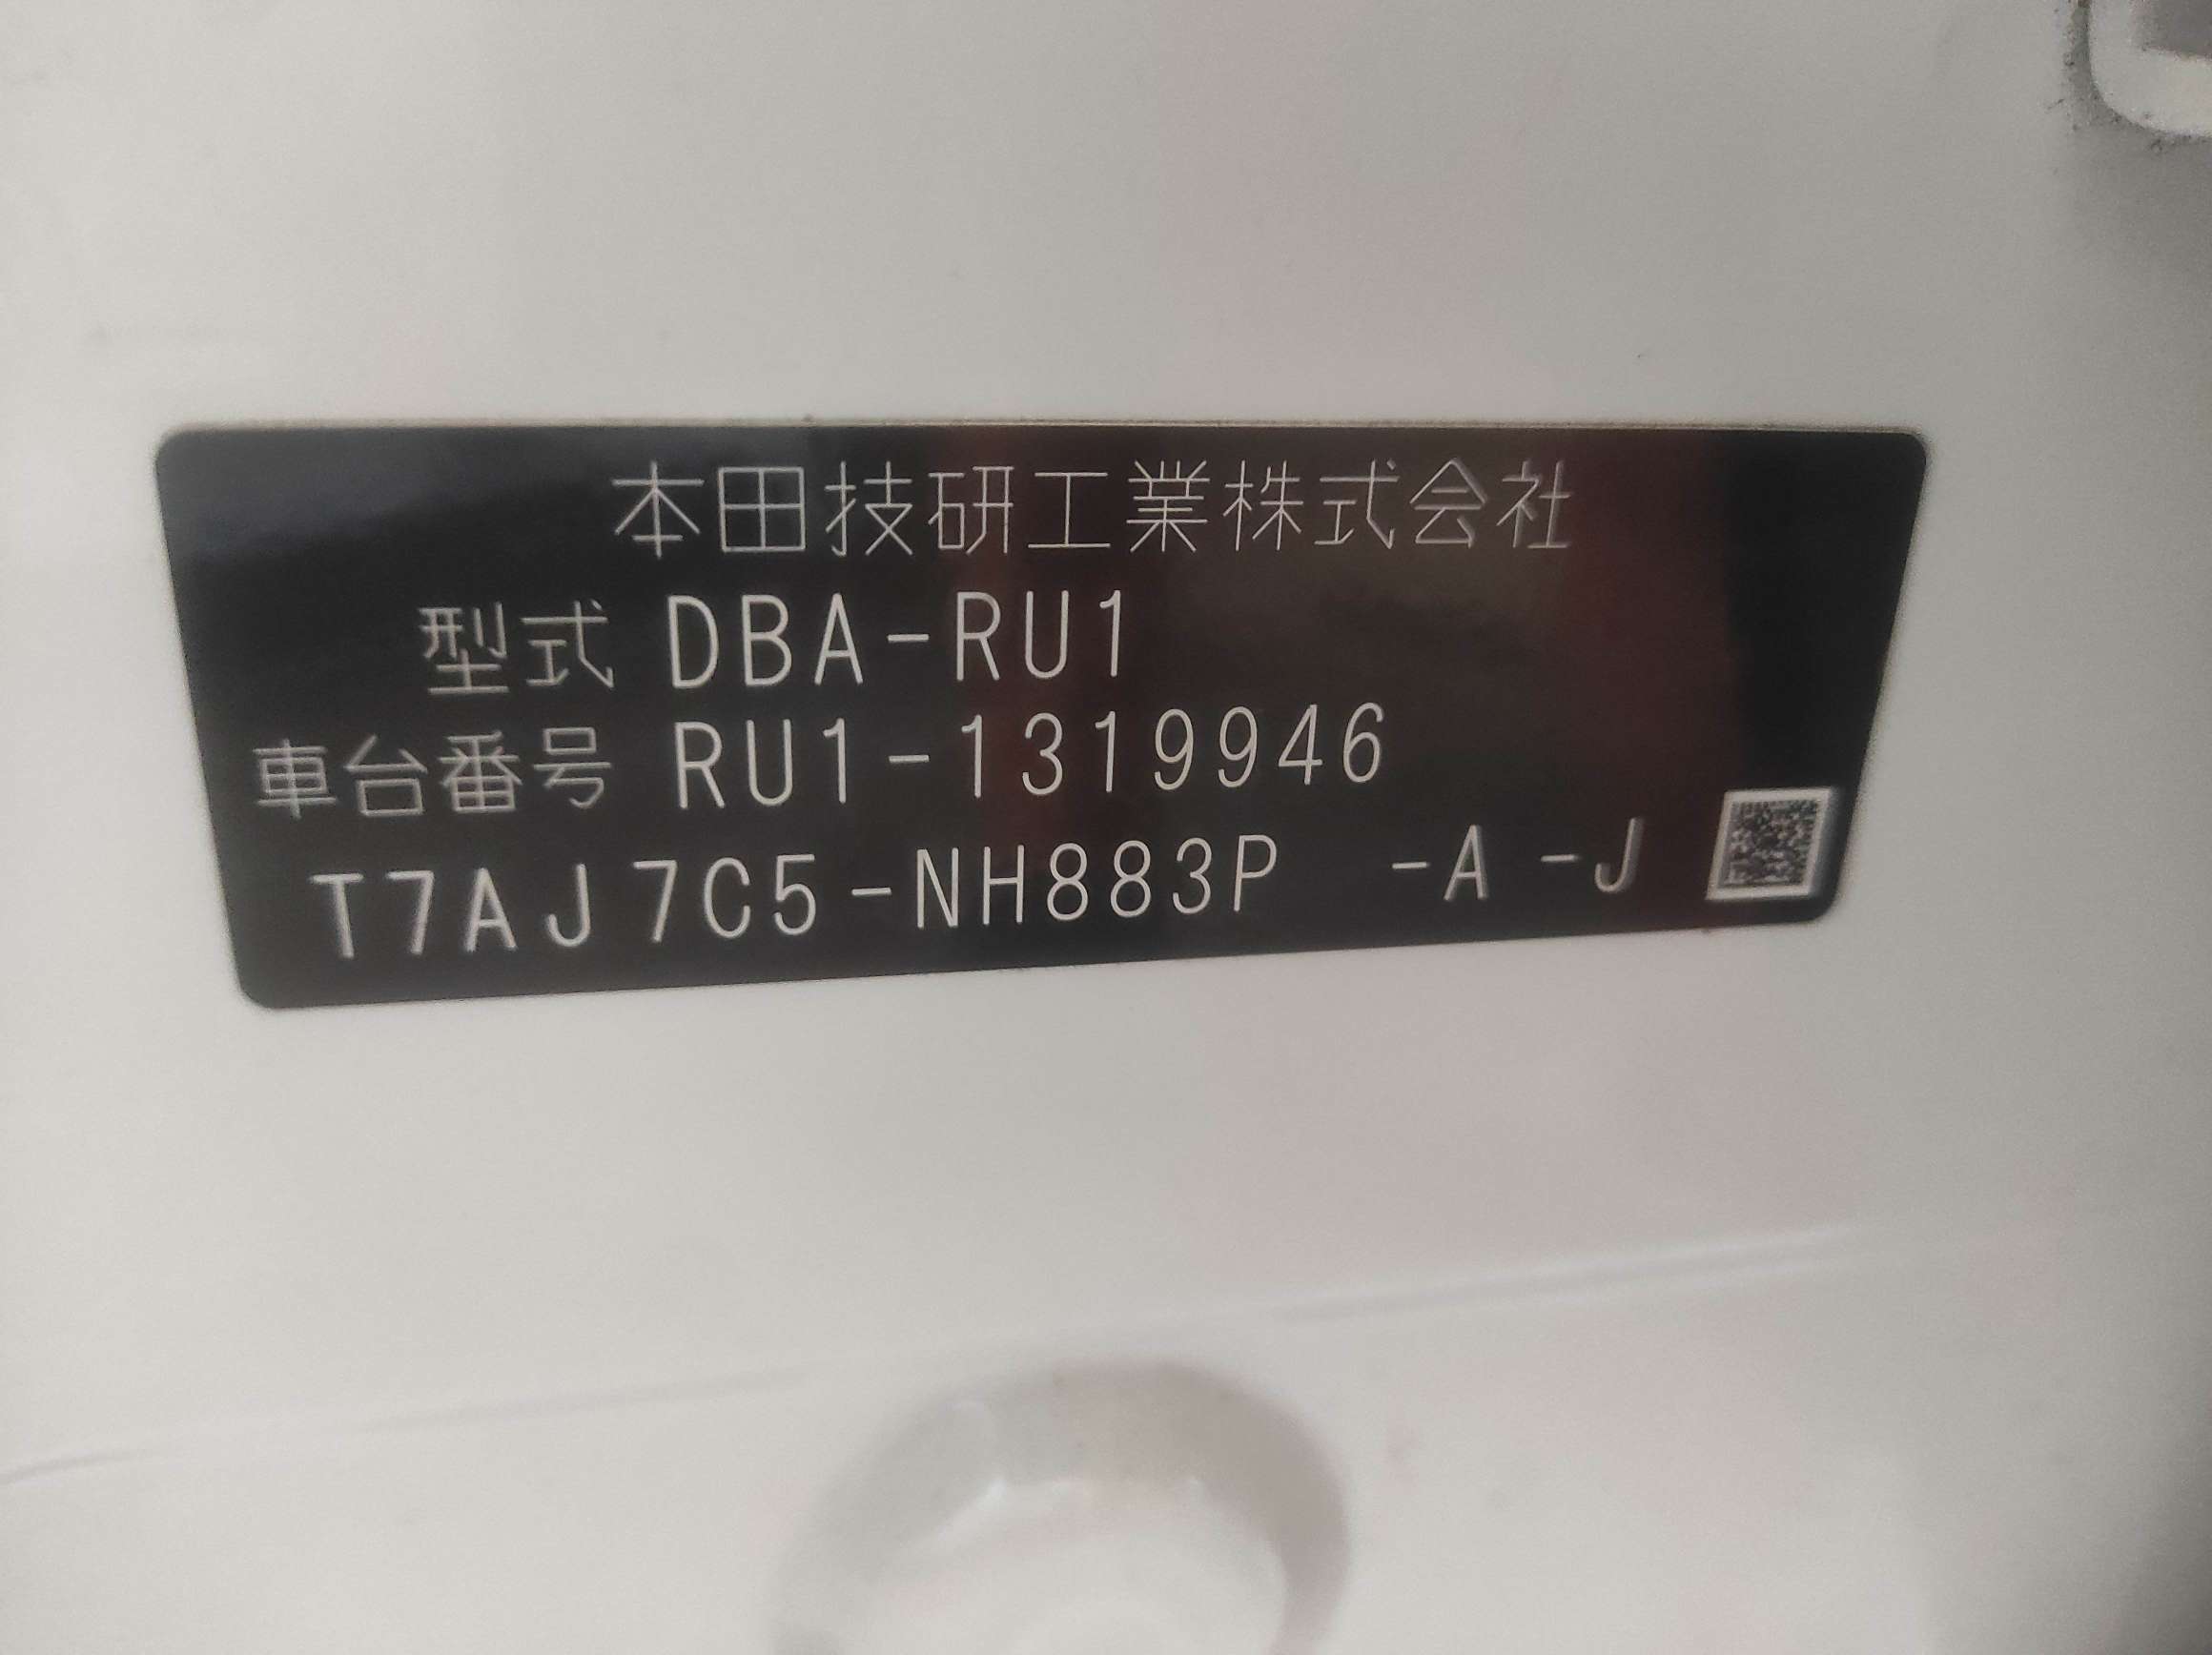 本田技研工業株式会社
型式 DBA-RU1
車台番号 RU1-1319946
T7AJ7C5-NH883P -A -J